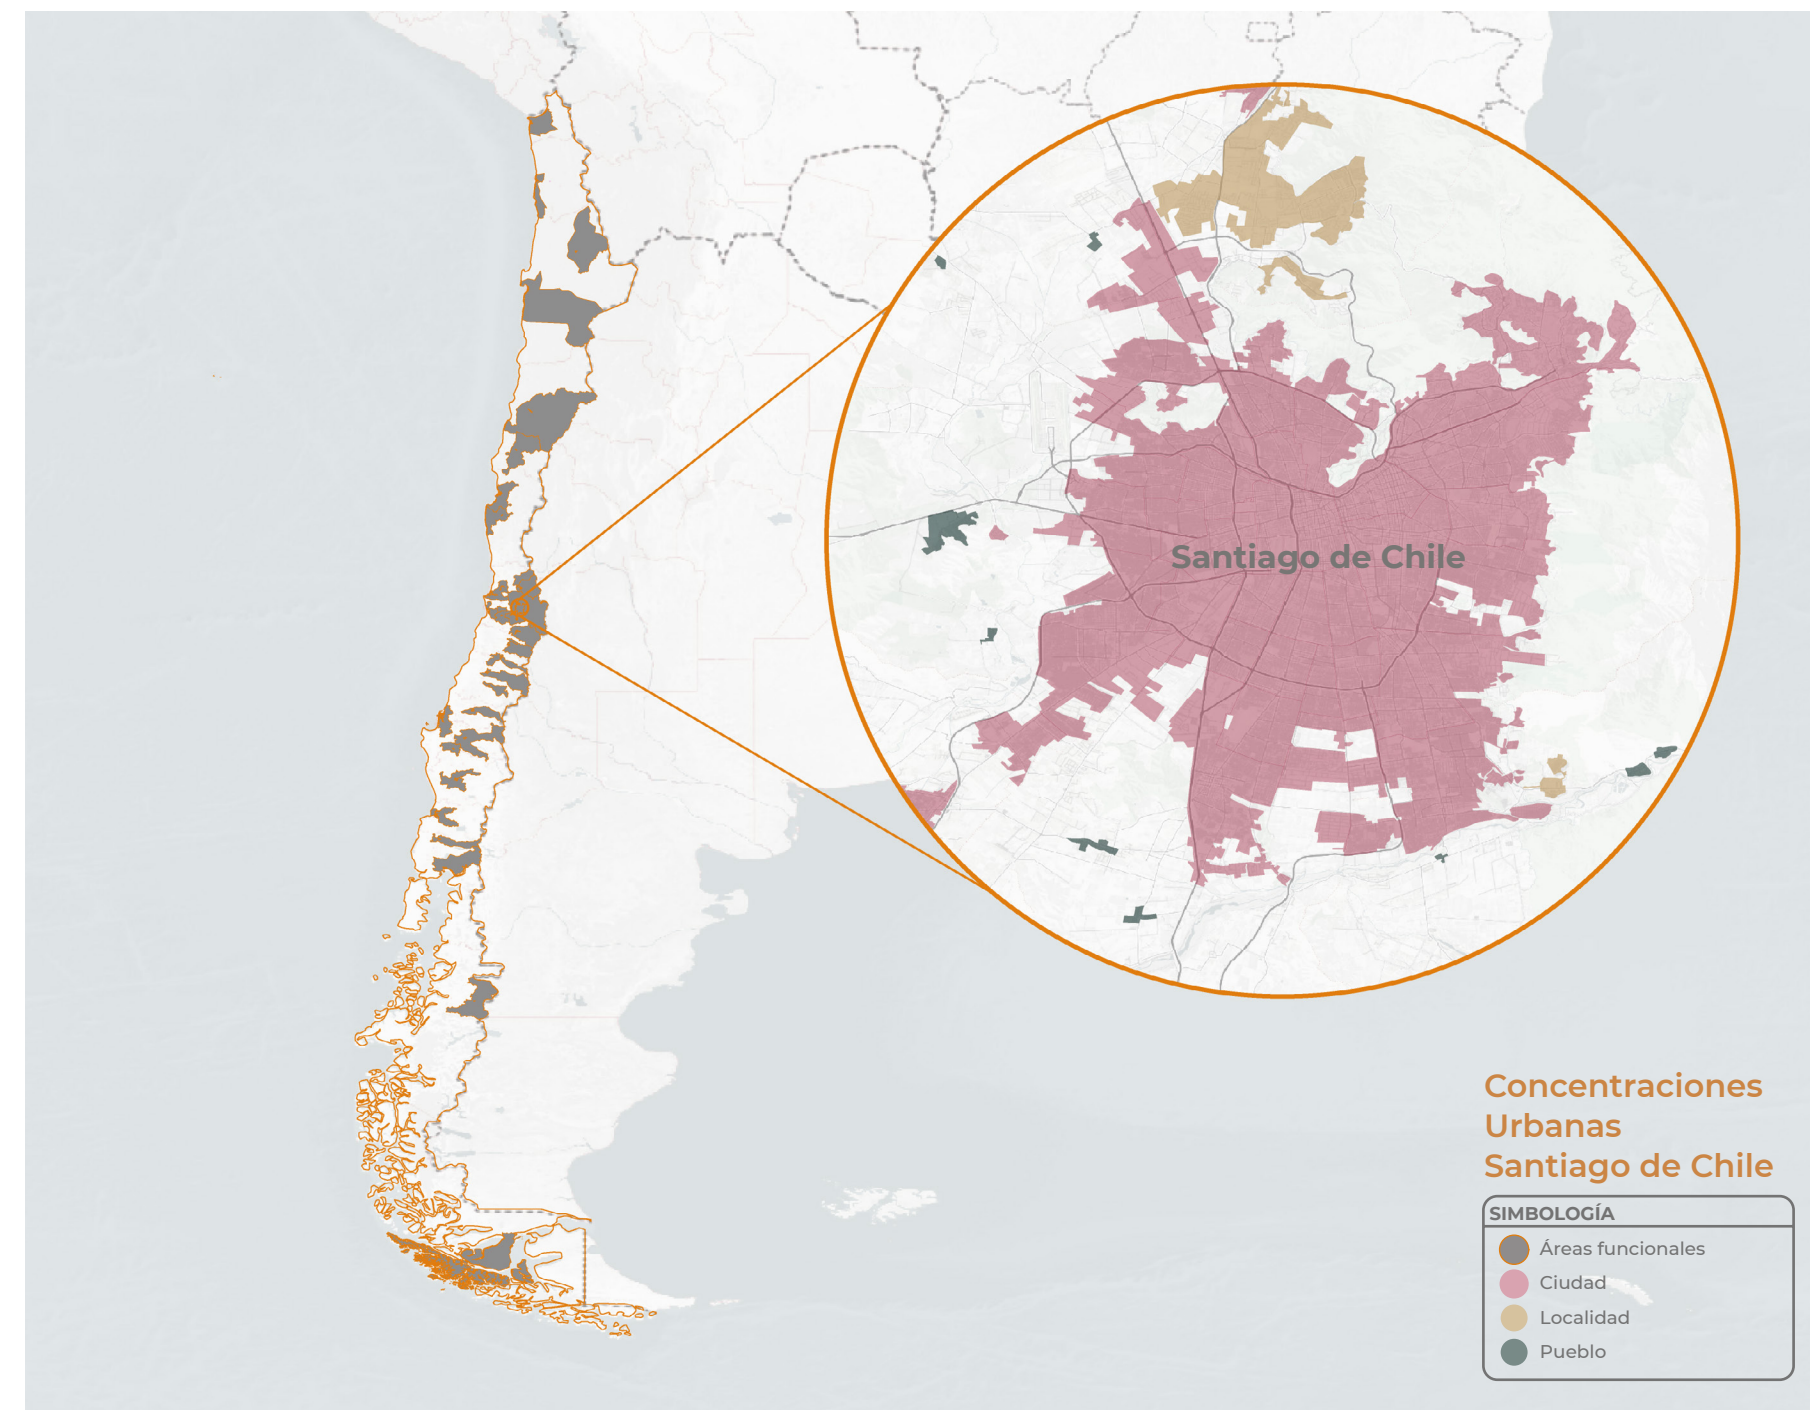 Santiago de Chile
Concentraciones
Urbanas
Santiago de Chile
SIMBOLOGÍA
Áreas funcionales
Ciudad
Localidad
Pueblo